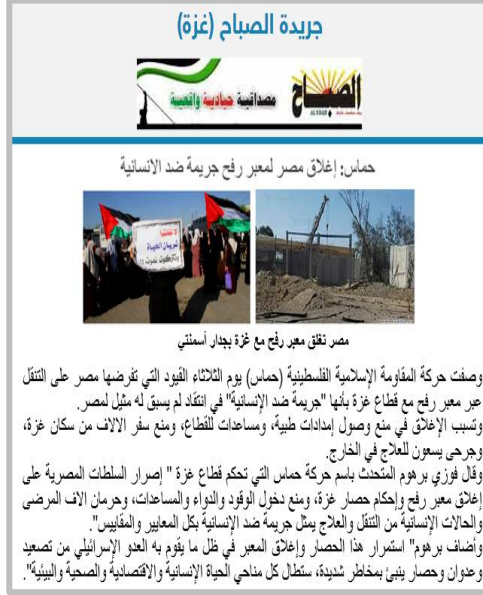 جريدة الصباح (غزة)
مصداقية حيادية واقعية
الصباح
حماس: إغلاق مصر لمعبر رفح جريمة ضد الانسانية
شريان الحياة
مصر تغلق معبر رفح مع غزة بجدار أسمنتي
وصفت حركة المقاومة الإسلامية الفلسطينية (حماس) يوم الثلاثاء القيود التي تفرضها مصر على التنقل
عبر معبر رفح مع قطاع غزة بأنها "جريمة ضد الإنسانية" في انتقاد لم يسبق له مثيل لمصر.
وتسبب الإغلاق في منع وصول إمدادات طبية، ومساعدات للقطاع، ومنع سفر الالاف من سكان غزة،
وجرحى يسعون للعلاج في الخارج.
وقال فوزي برهوم المتحدث باسم حركة حماس التي تحكم قطاع غزة " إصرار السلطات المصرية على
إغلاق معبر رفح وإحكام حصار غزة، ومنع دخول الوقود والدواء والمساعدات، وحرمان الاف المرضى
والحالات الإنسانية من التنقل والعلاج يمثل جريمة ضد الإنسانية بكل المعايير والمقاييس".
وأضاف برهوم" استمرار هذا الحصار وإغلاق المعبر في ظل ما يقوم به العدو الإسرائيلي من تصعيد
وعدوان وحصار ينبئ بمخاطر شديدة، ستطال كل مناحي الحياة الإنسانية والاقتصادية والصحية والبيئية".